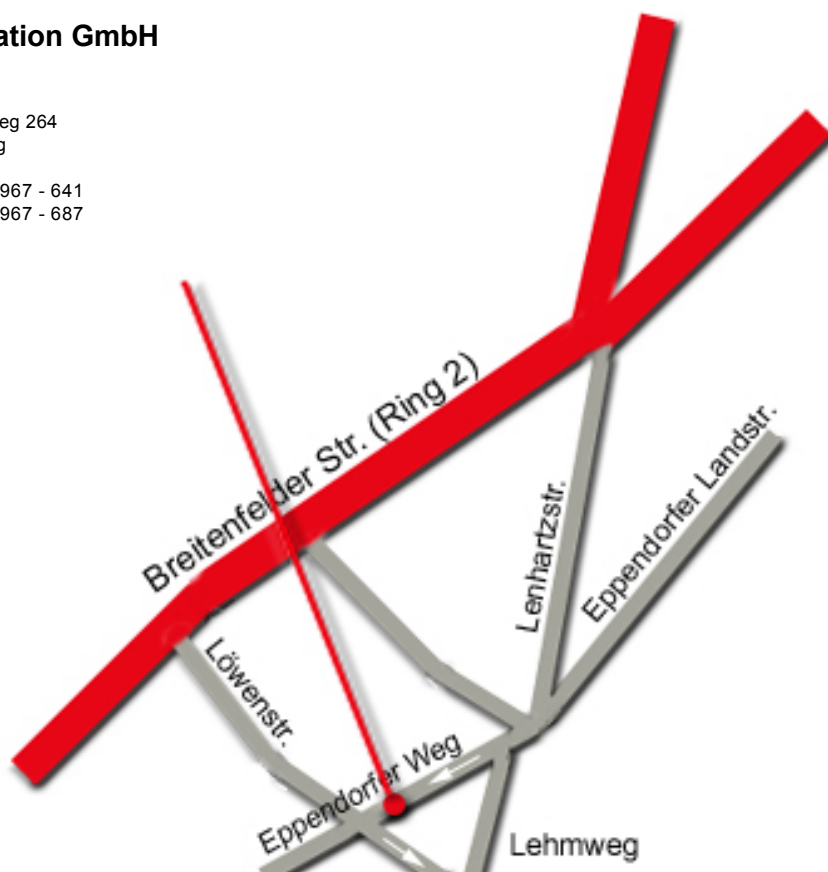 ation GmbH
eg 264
g
967 - 641
967 - 687
Breitenfelder Str. (Ring 2)
Lenhartzstr.
Eppendorfer Landstr.
Löwenstr.
Eppendorfer Weg
Lehmweg